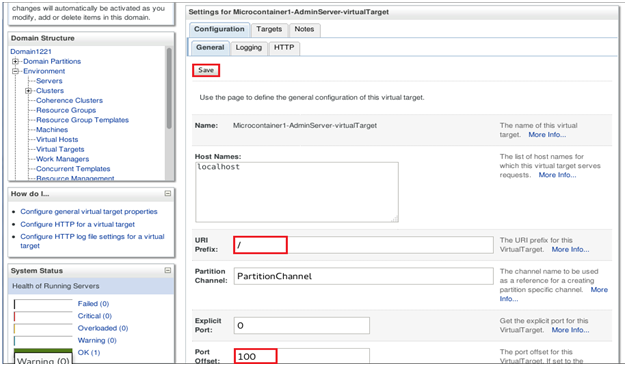 changes will automatically be activated as you
modify, add or delete items in this domain.
Domain Structure
Domain1221
Domain Partitions
Environment
Servers
Clusters
Coherence Clusters
Resource Groups
Resource Group Templates
Machines
Virtual Hosts
Virtual Targets
Work Managers
Concurrent Templates
Resource Management
How do I...
Configure general virtual target properties
Configure HTTP for a virtual target
Configure HTTP log file settings for a virtual
target
System Status
Health of Running Servers
Failed (0)
Critical (0)
Overloaded (0)
Warning (0)
OK (1)
Warning (0)
Settings for Microcontainer1-AdminServer-virtualTarget
Configuration Targets Notes
General Logging HTTP
Save
Use the page to define the general configuration of this virtual target.
Name: Microcontainer1-AdminServer-virtualTarget
The name of this virtual
target. More Info...
Host Names:
localhost
The list of host names for
which this virtual target serves
requests. More Info...
URI
Prefix:
/
The URI prefix for this
VirtualTarget. More Info...
Partition
Channel:
PartitionChannel
The channel name to be used
as a reference for a creating
partition specific channel. More
Info...
Explicit
Port:
0
Get the explicit port for this
VirtualTarget. More Info...
Port
Offset:
100
The port offset for this
VirtualTarget. If set to the